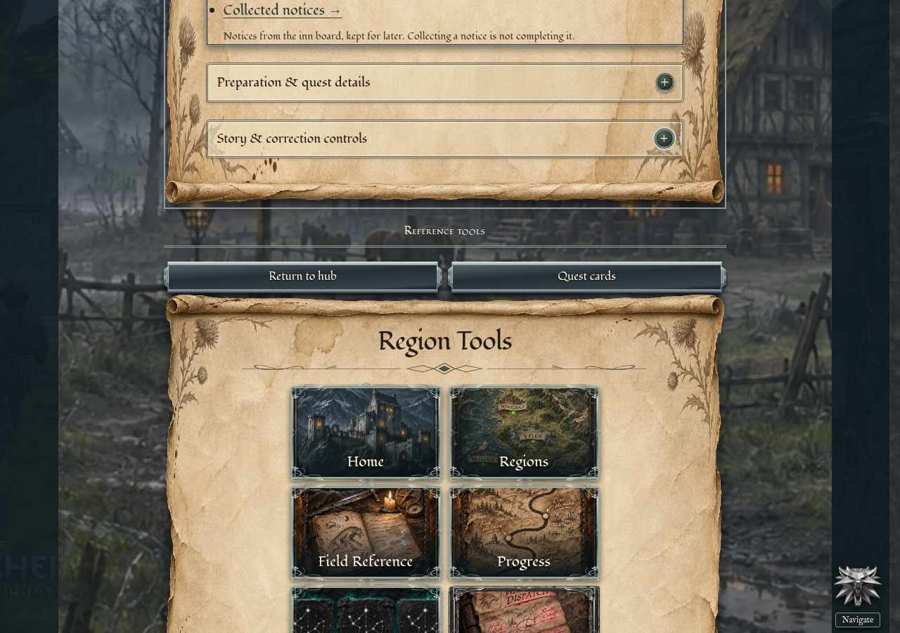 Collected notices →
Notices from the inn board, kept for later. Collecting a notice is not completing it.
Preparation & quest details
Story & correction controls
Reference tools
Return to hub
Quest cards
Region Tools
Home
Regions
Field Reference
Progress
DISPATCH
Navigate